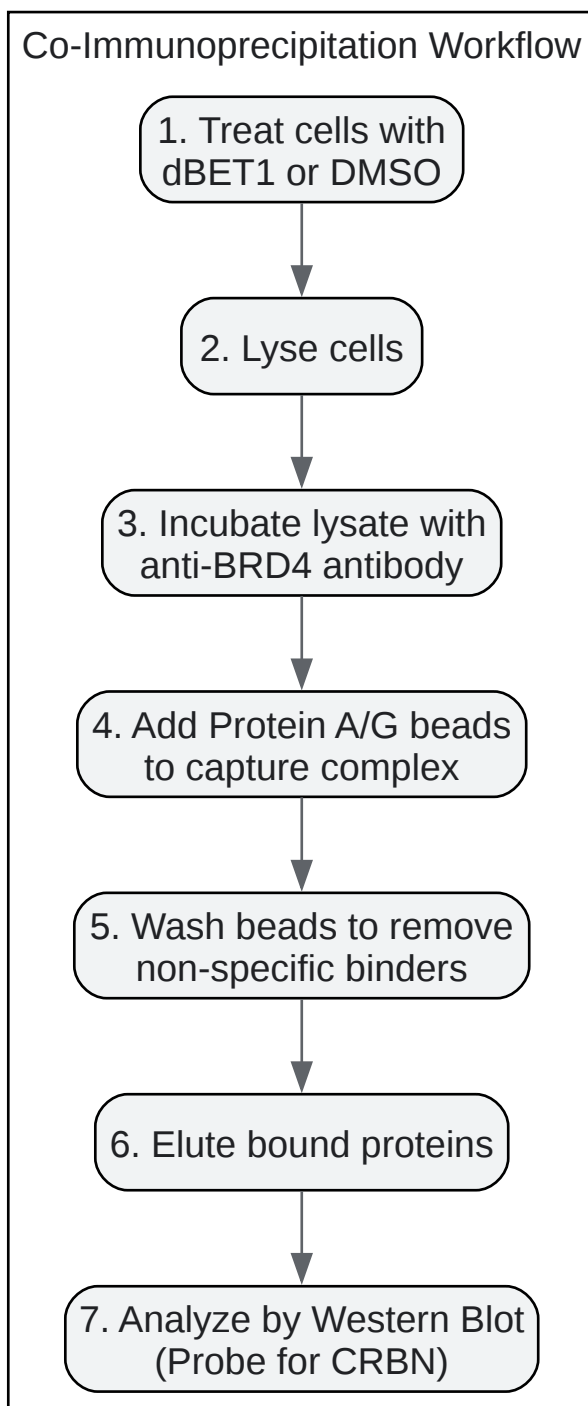 Co-Immunoprecipitation Workflow
1. Treat cells with
dBET1 or DMSO
2. Lyse cells
3. Incubate lysate with
anti-BRD4 antibody
4. Add Protein A/G beads
to capture complex
5. Wash beads to remove
non-specific binders
6. Elute bound proteins
7. Analyze by Western Blot
(Probe for CRBN)